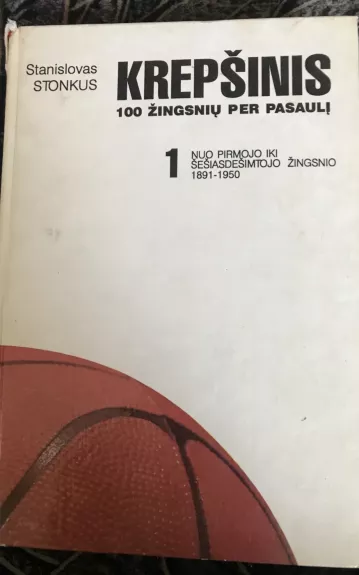 Stanislovas
STONKUS
KREPŠINIS
100 ŽINGSNIŲ PER PASAULĮ
1
NUO PIRMOJO IKI
ŠEŠIASDEŠIMTOJO ŽINGSNIO
1891-1950